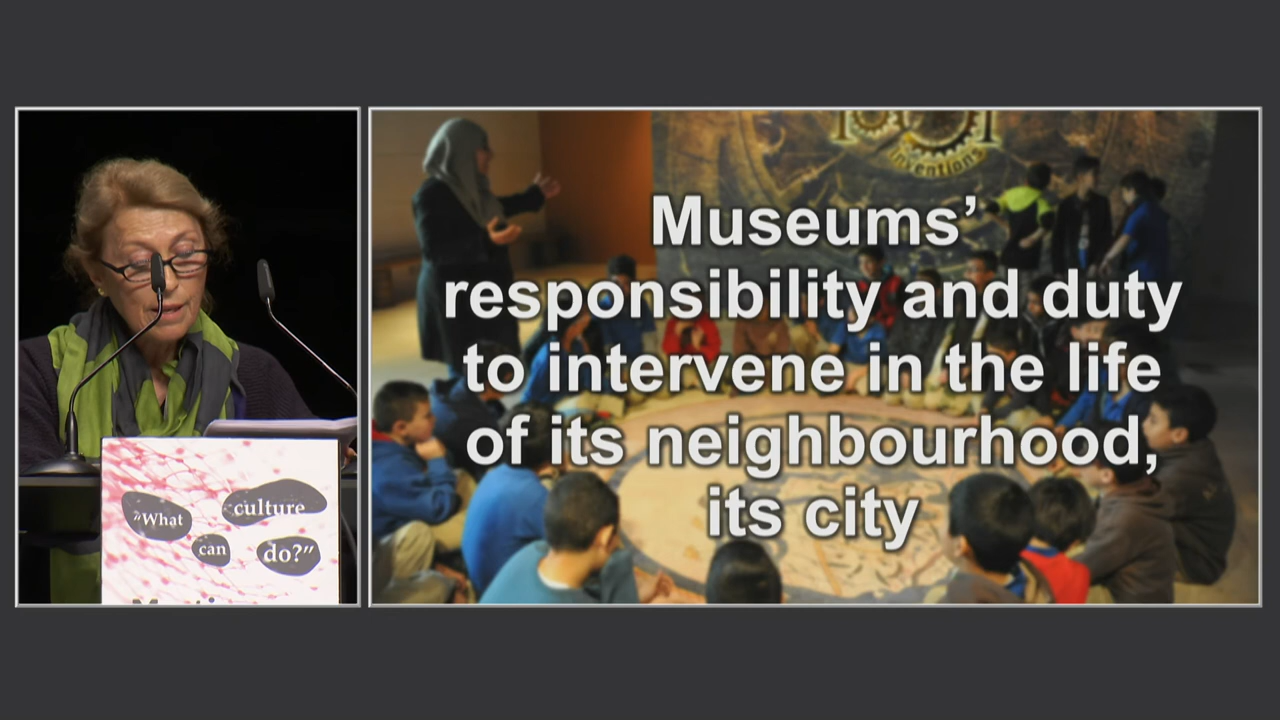 "What
culture
can
do?"
inventions
Museums’
responsibility and duty
to intervene in the life
of its neighbourhood,
its city